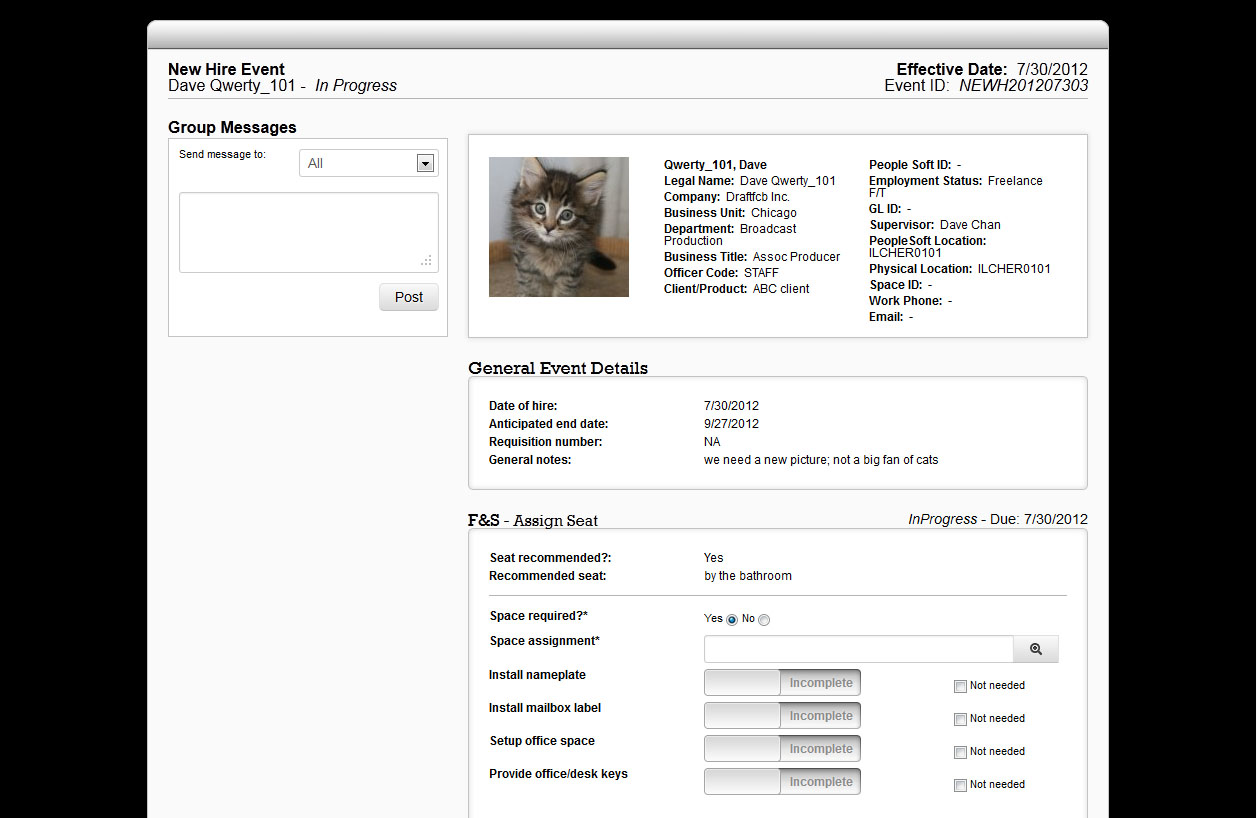 New Hire Event
Dave Qwerty_101 - In Progress
Effective Date: 7/30/2012
Event ID: NEWH201207303
Group Messages
Send message to:
All
Post
Qwerty_101, Dave
Legal Name: Dave Qwerty_101
Company: Draftfcb Inc.
Business Unit: Chicago
Department: Broadcast
Production
Business Title: Assoc Producer
Officer Code: STAFF
Client/Product: ABC client
People Soft ID: -
Employment Status: Freelance
F/T
GL ID: -
Supervisor: Dave Chan
PeopleSoft Location:
ILCHER0101
Physical Location: ILCHER0101
Space ID: -
Work Phone: -
Email: -
General Event Details
Date of hire: 7/30/2012
Anticipated end date: 9/27/2012
Requisition number: NA
General notes: we need a new picture; not a big fan of cats
F&S - Assign Seat
InProgress - Due: 7/30/2012
Seat recommended?: Yes
Recommended seat: by the bathroom
Space required?* Yes No
Space assignment*
Install nameplate Incomplete Not needed
Install mailbox label Incomplete Not needed
Setup office space Incomplete Not needed
Provide office/desk keys Incomplete Not needed